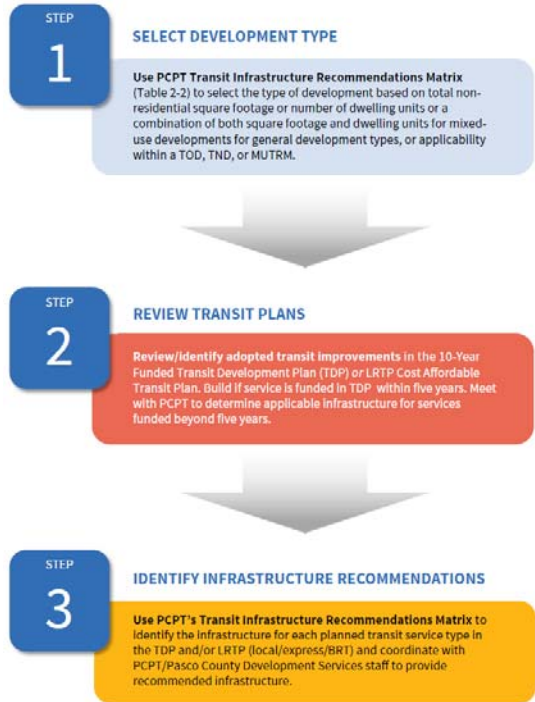 STEP
1
SELECT DEVELOPMENT TYPE
Use PCPT Transit Infrastructure Recommendations Matrix
(Table 2-2) to select the type of development based on total non-
residential square footage or number of dwelling units or a
combination of both square footage and dwelling units for mixed-
use developments for general development types, or applicability
within a TOD, TND, or MUTRM.
STEP
2
REVIEW TRANSIT PLANS
Review/identify adopted transit improvements in the 10-Year
Funded Transit Development Plan (TDP) or LRTP Cost Affordable
Transit Plan. Build if service is funded in TDP within five years. Meet
with PCPT to determine applicable infrastructure for services
funded beyond five years.
STEP
3
IDENTIFY INFRASTRUCTURE RECOMMENDATIONS
Use PCPT's Transit Infrastructure Recommendations Matrix to
identify the infrastructure for each planned transit service type in
the TDP and/or LRTP (local/express/BRT) and coordinate with
PCPT/Pasco County Development Services staff to provide
recommended infrastructure.